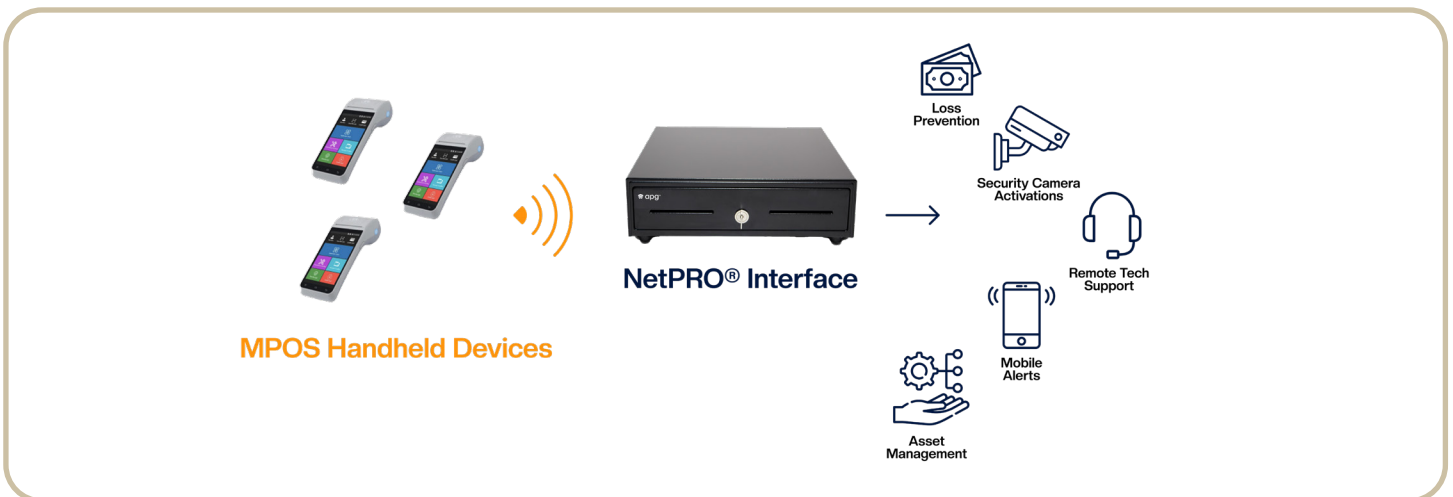 Loss
Prevention
Security Camera
Activations
apg
NetPRO® Interface
Remote Tech
Support
MPOS Handheld Devices
Mobile
Alerts
Asset
Management